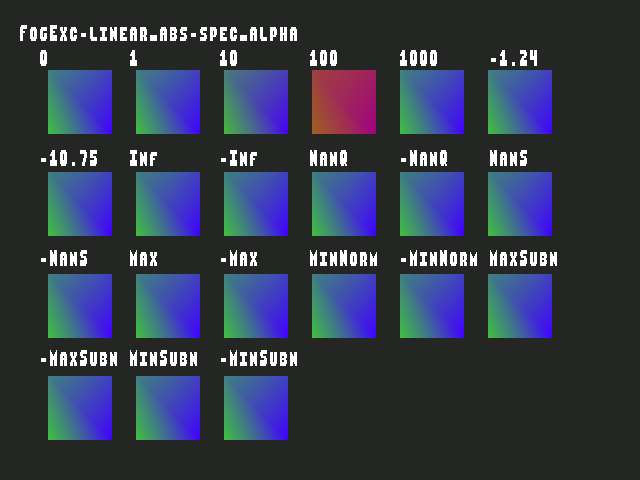 FogExc-linear_abs-spec_alpha
0 1 10 100 1000 -1.24
-10.75 Inf -Inf NanQ -NanQ NanS
-NanS Max -Max MinNorm -MinNorm MaxSubN
-MaxSubN MinSubN -MinSubN